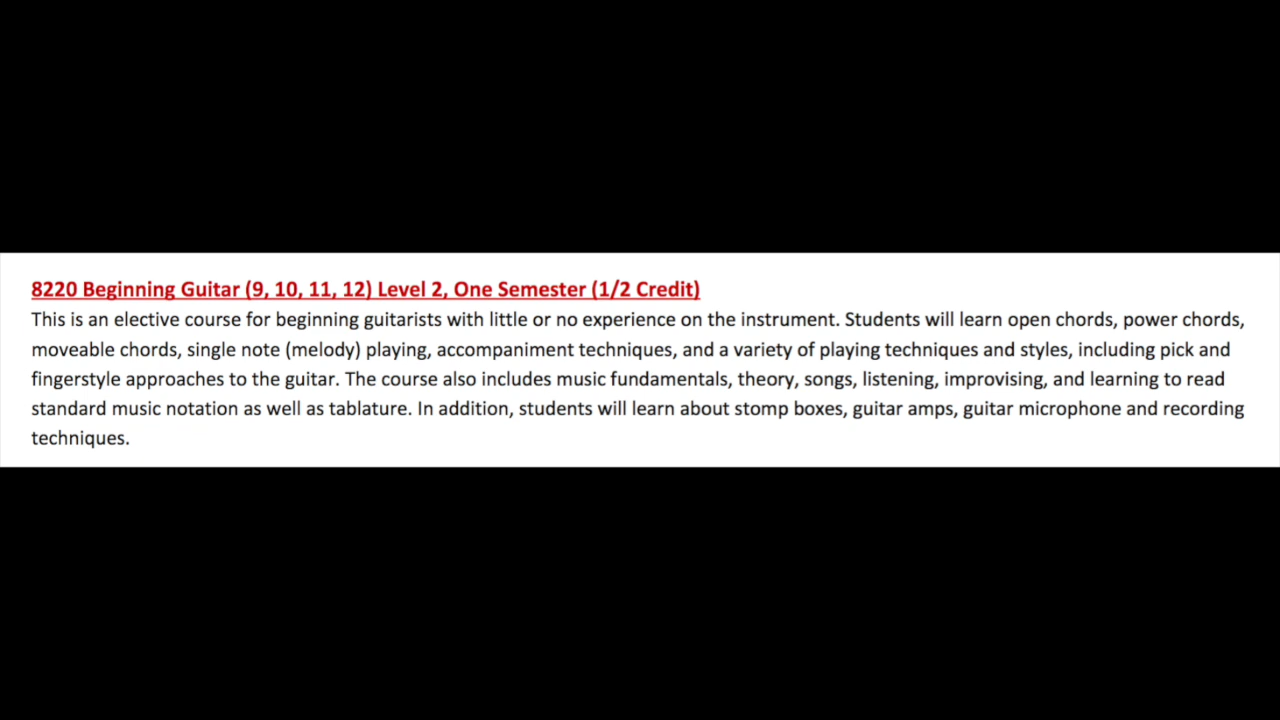 8220 Beginning Guitar (9, 10, 11, 12) Level 2, One Semester (1/2 Credit)
This is an elective course for beginning guitarists with little or no experience on the instrument. Students will learn open chords, power chords,
moveable chords, single note (melody) playing, accompaniment techniques, and a variety of playing techniques and styles, including pick and
fingerstyle approaches to the guitar. The course also includes music fundamentals, theory, songs, listening, improvising, and learning to read
standard music notation as well as tablature. In addition, students will learn about stomp boxes, guitar amps, guitar microphone and recording
techniques.